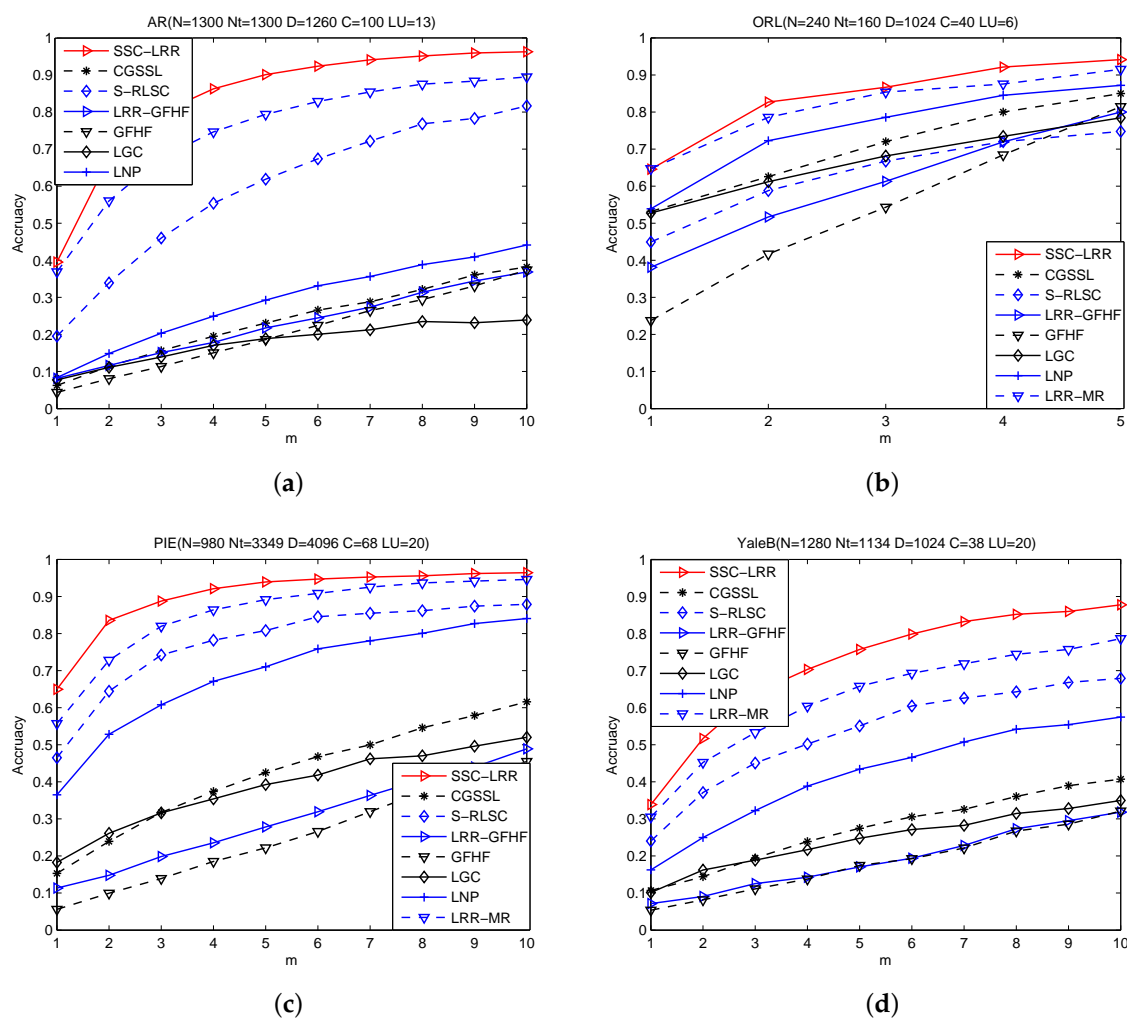 AR(N=1300 Nt=1300 D=1260 C=100 LU=13)
Accruacy
1
0.9
0.8
0.7
0.6
0.5
0.4
0.3
0.2
0.1
0
SSC−LRR
CGSSL
S−RLSC
LRR−GFHF
GFHF
LGC
LNP
1 2 3 4 5 6 7 8 9 10
m
(a)
ORL(N=240 Nt=160 D=1024 C=40 LU=6)
Accruacy
1
0.9
0.8
0.7
0.6
0.5
0.4
0.3
0.2
0.1
0
SSC−LRR
CGSSL
S−RLSC
LRR−GFHF
GFHF
LGC
LNP
LRR−MR
1 2 3 4 5
m
(b)
PIE(N=980 Nt=3349 D=4096 C=68 LU=20)
Accruacy
1
0.9
0.8
0.7
0.6
0.5
0.4
0.3
0.2
0.1
0
SSC−LRR
CGSSL
S−RLSC
LRR−GFHF
GFHF
LGC
LNP
LRR−MR
1 2 3 4 5 6 7 8 9 10
m
(c)
YaleB(N=1280 Nt=1134 D=1024 C=38 LU=20)
Accruacy
1
0.9
0.8
0.7
0.6
0.5
0.4
0.3
0.2
0.1
0
SSC−LRR
CGSSL
S−RLSC
LRR−GFHF
GFHF
LGC
LNP
LRR−MR
1 2 3 4 5 6 7 8 9 10
m
(d)